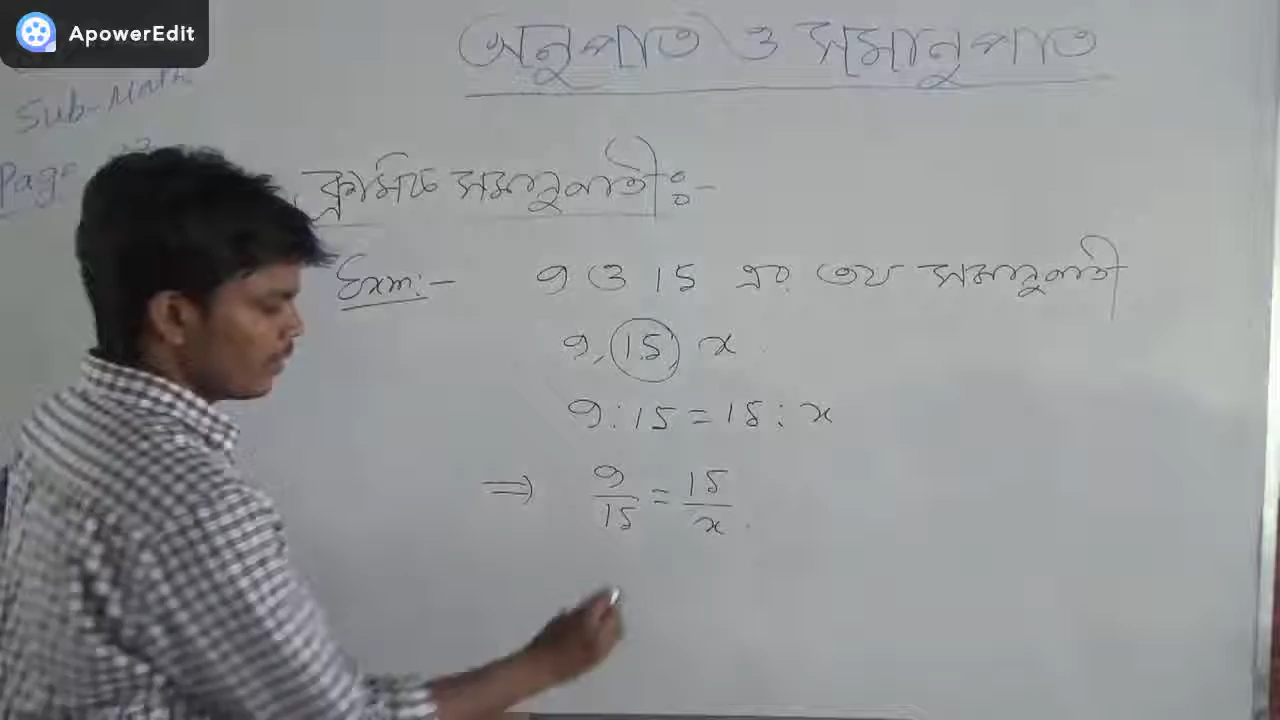 ApowerEdit
অনুপাত ও সমানুপাত
Sub-Math
Page
ক্রমিক সমানুপাতী :-
Exm:- 9 ও 15 এর ৩য় সমানুপাতী
9, 15, x
9 : 15 = 15 : x
⇒ 9/15 = 15/x